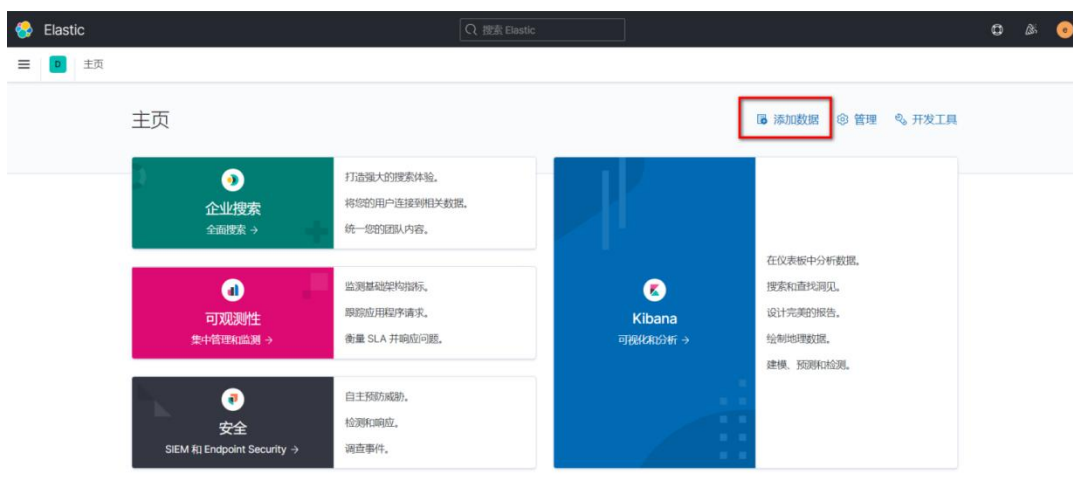 Elastic
搜索 Elastic
e
D
主页
主页
添加数据
管理
开发工具
企业搜索
全面搜索 →
打造强大的搜索体验。
将您的用户连接到相关数据。
统一您的团队内容。
可观测性
集中管理和监测 →
监测基础架构指标。
跟踪应用程序请求。
衡量 SLA 并响应问题。
安全
SIEM 和 Endpoint Security →
自主预防威胁。
检测和响应。
调查事件。
Kibana
可视化和分析 →
在仪表板中分析数据。
搜索和查找洞见。
设计完美的报告。
绘制地理数据。
建模、预测和检测。